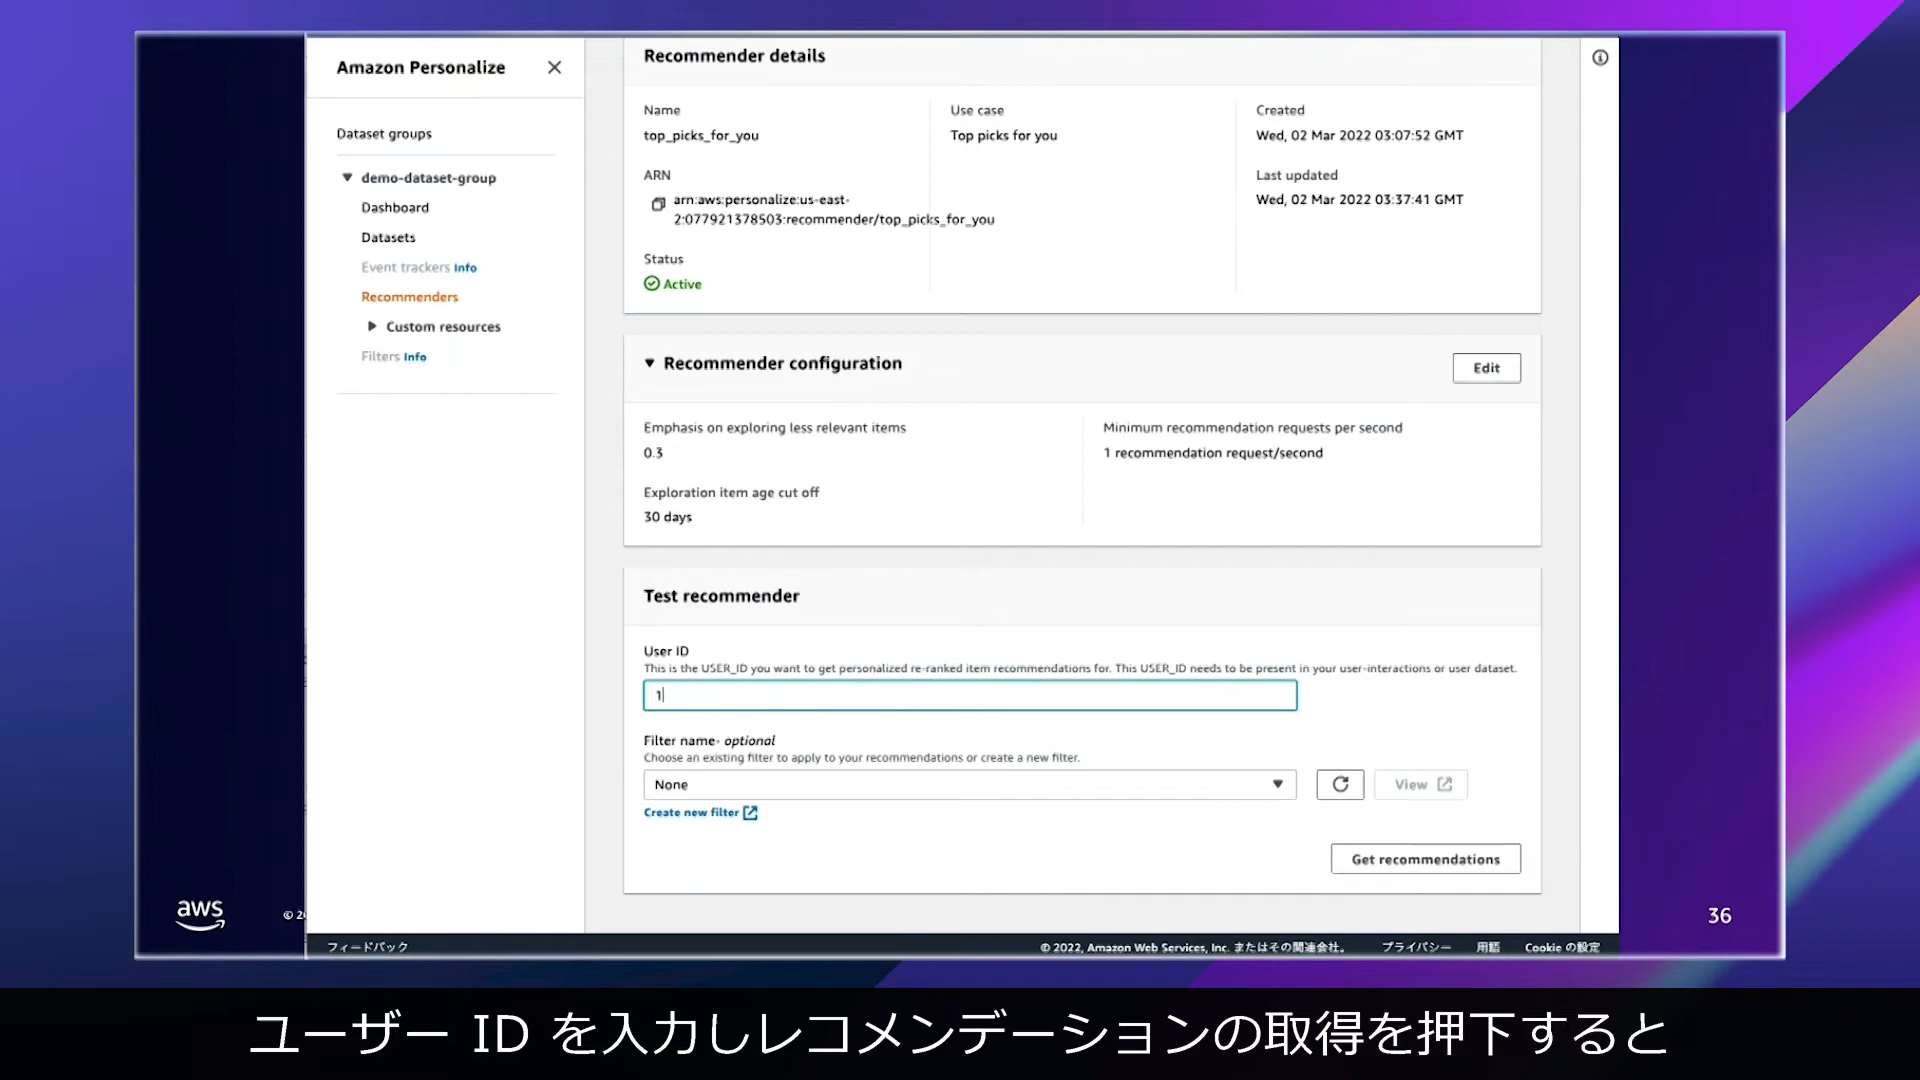 Amazon Personalize
Dataset groups
demo-dataset-group
Dashboard
Datasets
Event trackers Info
Recommenders
Custom resources
Filters Info
Recommender details
Name
top_picks_for_you
Use case
Top picks for you
Created
Wed, 02 Mar 2022 03:07:52 GMT
ARN
arn:aws:personalize:us-east-
2:077921378503:recommender/top_picks_for_you
Last updated
Wed, 02 Mar 2022 03:37:41 GMT
Status
Active
Recommender configuration
Edit
Emphasis on exploring less relevant items
0.3
Minimum recommendation requests per second
1 recommendation request/second
Exploration item age cut off
30 days
Test recommender
User ID
This is the USER_ID you want to get personalized re-ranked item recommendations for. This USER_ID needs to be present in your user-interactions or user dataset.
1
Filter name- optional
Choose an existing filter to apply to your recommendations or create a new filter.
None
View
Create new filter
Get recommendations
aws
© 2
36
フィードバック
© 2022, Amazon Web Services, Inc. またはその関連会社。
プライバシー
用語
Cookie の設定
ユーザー ID を入力しレコメンデーションの取得を押下すると